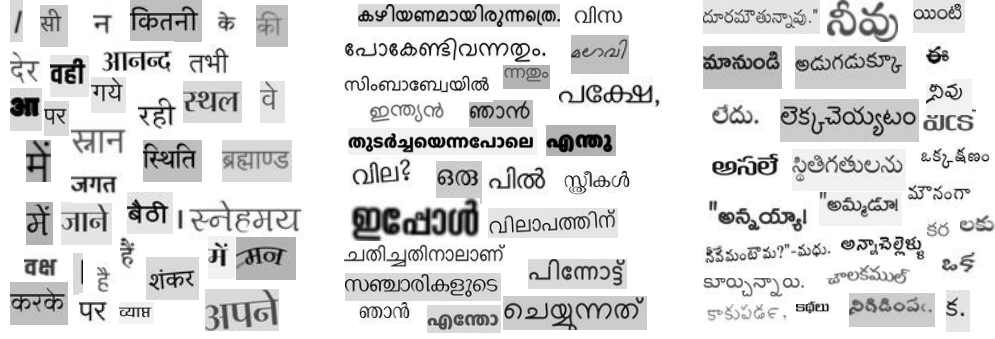 / सी न कितनी के की
देर वही आनन्द तभी
आ पर गये रही स्थल वे
स्नान
में स्थिति ब्रह्माण्ड
जगत
में जाने बैठी । स्नेहमय
वक्ष । है हैं शंकर में मन
करके पर व्याप्त अपने
കഴിയണമായിരുന്നത്രെ. വിസ
പോകേണ്ടിവന്നതും. മലാവി
സിംബാബ്വേയിൽ ന്നതും പക്ഷേ,
ഇന്ത്യൻ ഞാൻ
തുടർച്ചയെന്നപോലെ എന്തു
വില? ഒരു പിൽ സ്ത്രീകൾ
ഇപ്പോൾ വിലാപത്തിന്
ചതിച്ചതിനാലാണ്
സഞ്ചാരികളുടെ പിന്നോട്ട്
ഞാൻ എന്തോ ചെയ്യുന്നത്
దూరమౌతున్నావు." నీవు యింటి
మానుండి అడుగడుక్కూ ఈ
నీవు
లేదు. లెక్కచెయ్యటం
అసలే స్థితిగతులను ఒక్కక్షణం
"అన్నయ్యా! "అమ్మడూ! మౌనంగా
కర లకు
నీవేమంటౌమ?"-మధు. అన్నాచెల్లెళ్ళు ఒక
కూర్చున్నాయి. చాలకముల్
కథలు క.